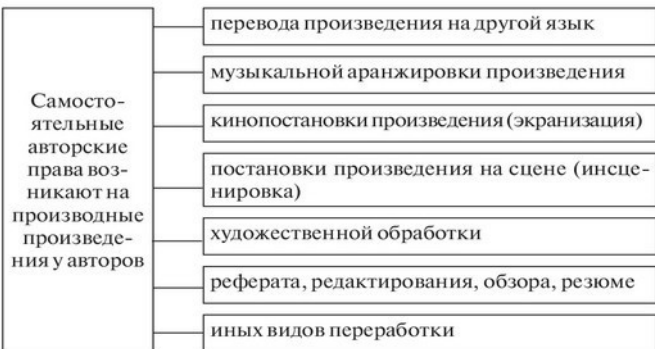 Самосто-
ятельные
авторские
права воз-
никают на
производные
произведе-
ния у авторов
перевода произведения на другой язык
музыкальной аранжировки произведения
кинопостановки произведения (экранизация)
постановки произведения на сцене (инсце-
нировка)
художественной обработки
реферата, редактирования, обзора, резюме
иных видов переработки